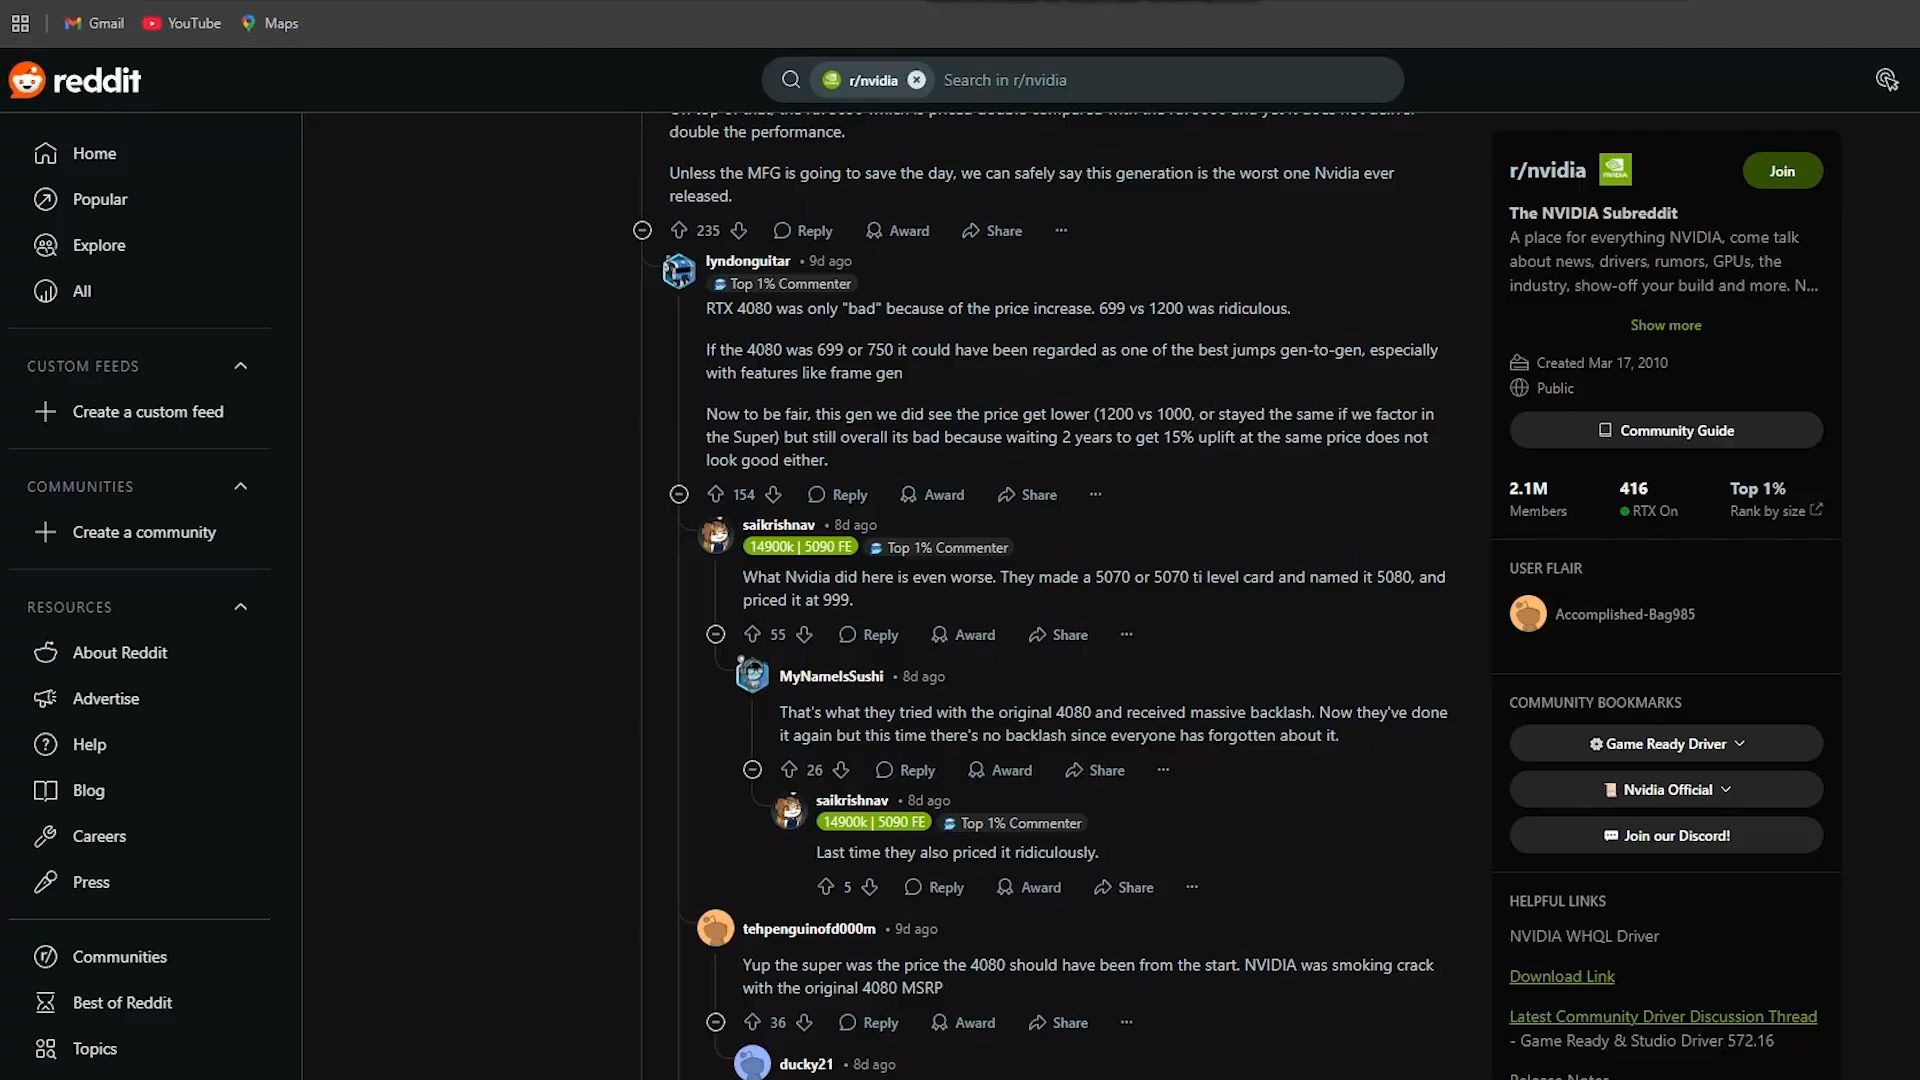 Gmail
YouTube
Maps
reddit
r/nvidia
Search in r/nvidia
Home
Popular
Explore
All
CUSTOM FEEDS
Create a custom feed
COMMUNITIES
Create a community
RESOURCES
About Reddit
Advertise
Help
Blog
Careers
Press
Communities
Best of Reddit
Topics
double the performance.
Unless the MFG is going to save the day, we can safely say this generation is the worst one Nvidia ever
released.
235 Reply Award Share
lyndonguitar • 9d ago
Top 1% Commenter
RTX 4080 was only "bad" because of the price increase. 699 vs 1200 was ridiculous.
If the 4080 was 699 or 750 it could have been regarded as one of the best jumps gen-to-gen, especially
with features like frame gen
Now to be fair, this gen we did see the price get lower (1200 vs 1000, or stayed the same if we factor in
the Super) but still overall its bad because waiting 2 years to get 15% uplift at the same price does not
look good either.
154 Reply Award Share
saikrishnav • 8d ago
14900k | 5090 FE Top 1% Commenter
What Nvidia did here is even worse. They made a 5070 or 5070 ti level card and named it 5080, and
priced it at 999.
55 Reply Award Share
MyNameIsSushi • 8d ago
That's what they tried with the original 4080 and received massive backlash. Now they've done
it again but this time there's no backlash since everyone has forgotten about it.
26 Reply Award Share
saikrishnav • 8d ago
14900k | 5090 FE Top 1% Commenter
Last time they also priced it ridiculously.
5 Reply Award Share
tehpenguinofd000m • 9d ago
Yup the super was the price the 4080 should have been from the start. NVIDIA was smoking crack
with the original 4080 MSRP
36 Reply Award Share
ducky21 • 8d ago
r/nvidia
Join
The NVIDIA Subreddit
A place for everything NVIDIA, come talk
about news, drivers, rumors, GPUs, the
industry, show-off your build and more. N...
Show more
Created Mar 17, 2010
Public
Community Guide
2.1M 416 Top 1%
Members RTX On Rank by size
USER FLAIR
Accomplished-Bag985
COMMUNITY BOOKMARKS
Game Ready Driver
Nvidia Official
Join our Discord!
HELPFUL LINKS
NVIDIA WHQL Driver
Download Link
Latest Community Driver Discussion Thread
- Game Ready & Studio Driver 572.16